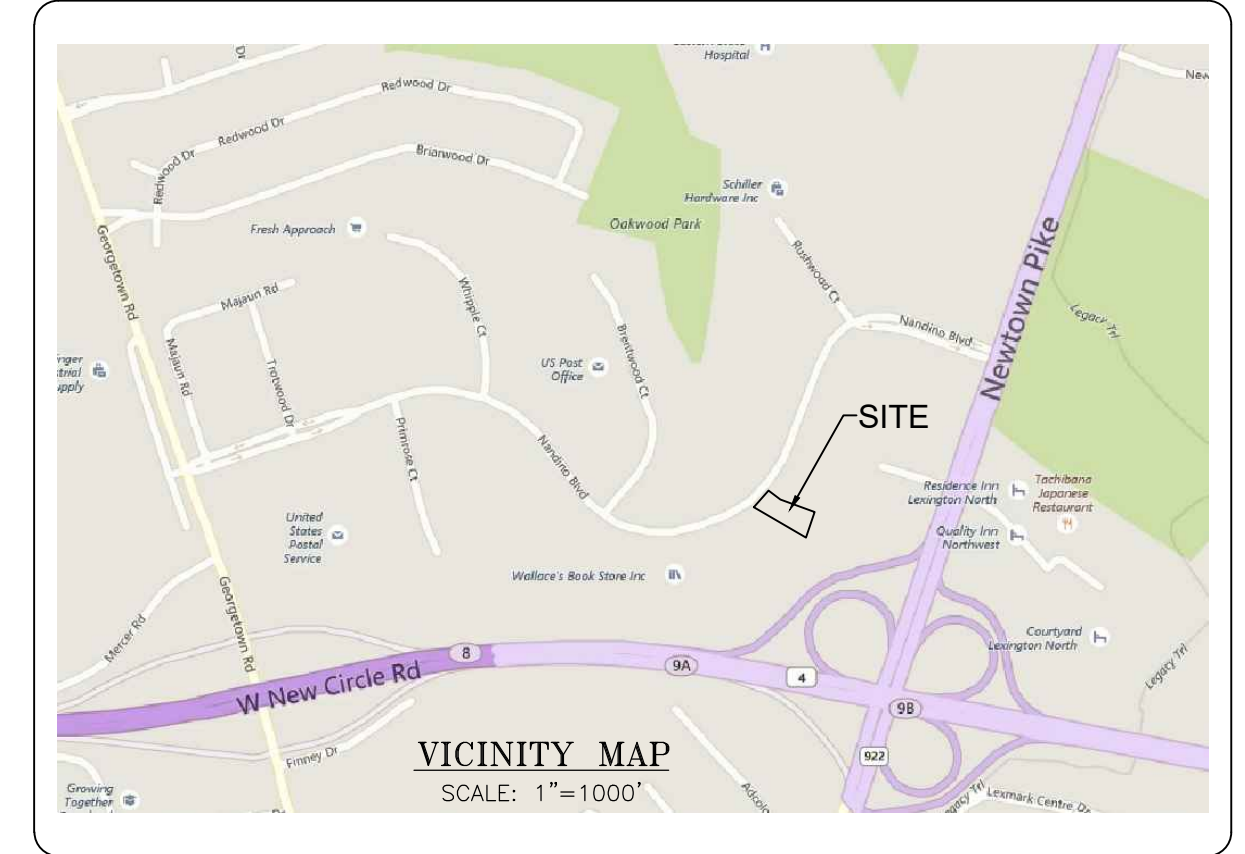 Hospital
New
Redwood Dr
Redwood Dr
Redwood Dr
Briarwood Dr
Schiller
Hardware Inc
Oakwood Park
Fresh Approach
Georgetown Rd
Newtown Pike
Rushwood Ct
Majaun Rd
Whipple Ct
Legacy Trl
Nandino Blvd
Brentwood Ct
US Post
Office
Majaun Rd
Trotwood Dr
SITE
Primrose Ct
Nandino Blvd
Residence Inn
Lexington North
Tachibana
Japanese
Restaurant
Quality Inn
Northwest
United
States
Postal
Service
Wallace's Book Store Inc
Georgetown Rd
Mercer Rd
Courtyard
Lexington North
Legacy Trl
8
9A
4
9B
W New Circle Rd
922
Finney Dr
VICINITY MAP
SCALE: 1"=1000'
Growing
Together
Lexmark Centre Dr